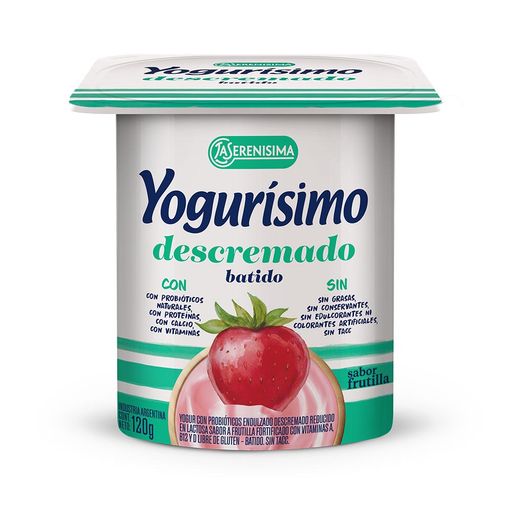 Yogurísimo
descremado
batido
LA SERENISIMA
Yogurísimo
descremado
batido
CON
CON PROBIÓTICOS
NATURALES,
CON PROTEÍNAS,
CON CALCIO,
CON VITAMINAS
SIN
SIN GRASAS,
SIN CONSERVANTES,
SIN EDULCORANTES NI
COLORANTES ARTIFICIALES,
SIN TACC
sabor
frutilla
INDUSTRIA ARGENTINA
CONT.
NETO: 120g
YOGUR CON PROBIÓTICOS ENDULZADO DESCREMADO REDUCIDO
EN LACTOSA SABOR A FRUTILLA FORTIFICADO CON VITAMINAS A,
B12 Y D LIBRE DE GLUTEN - BATIDO. SIN TACC.